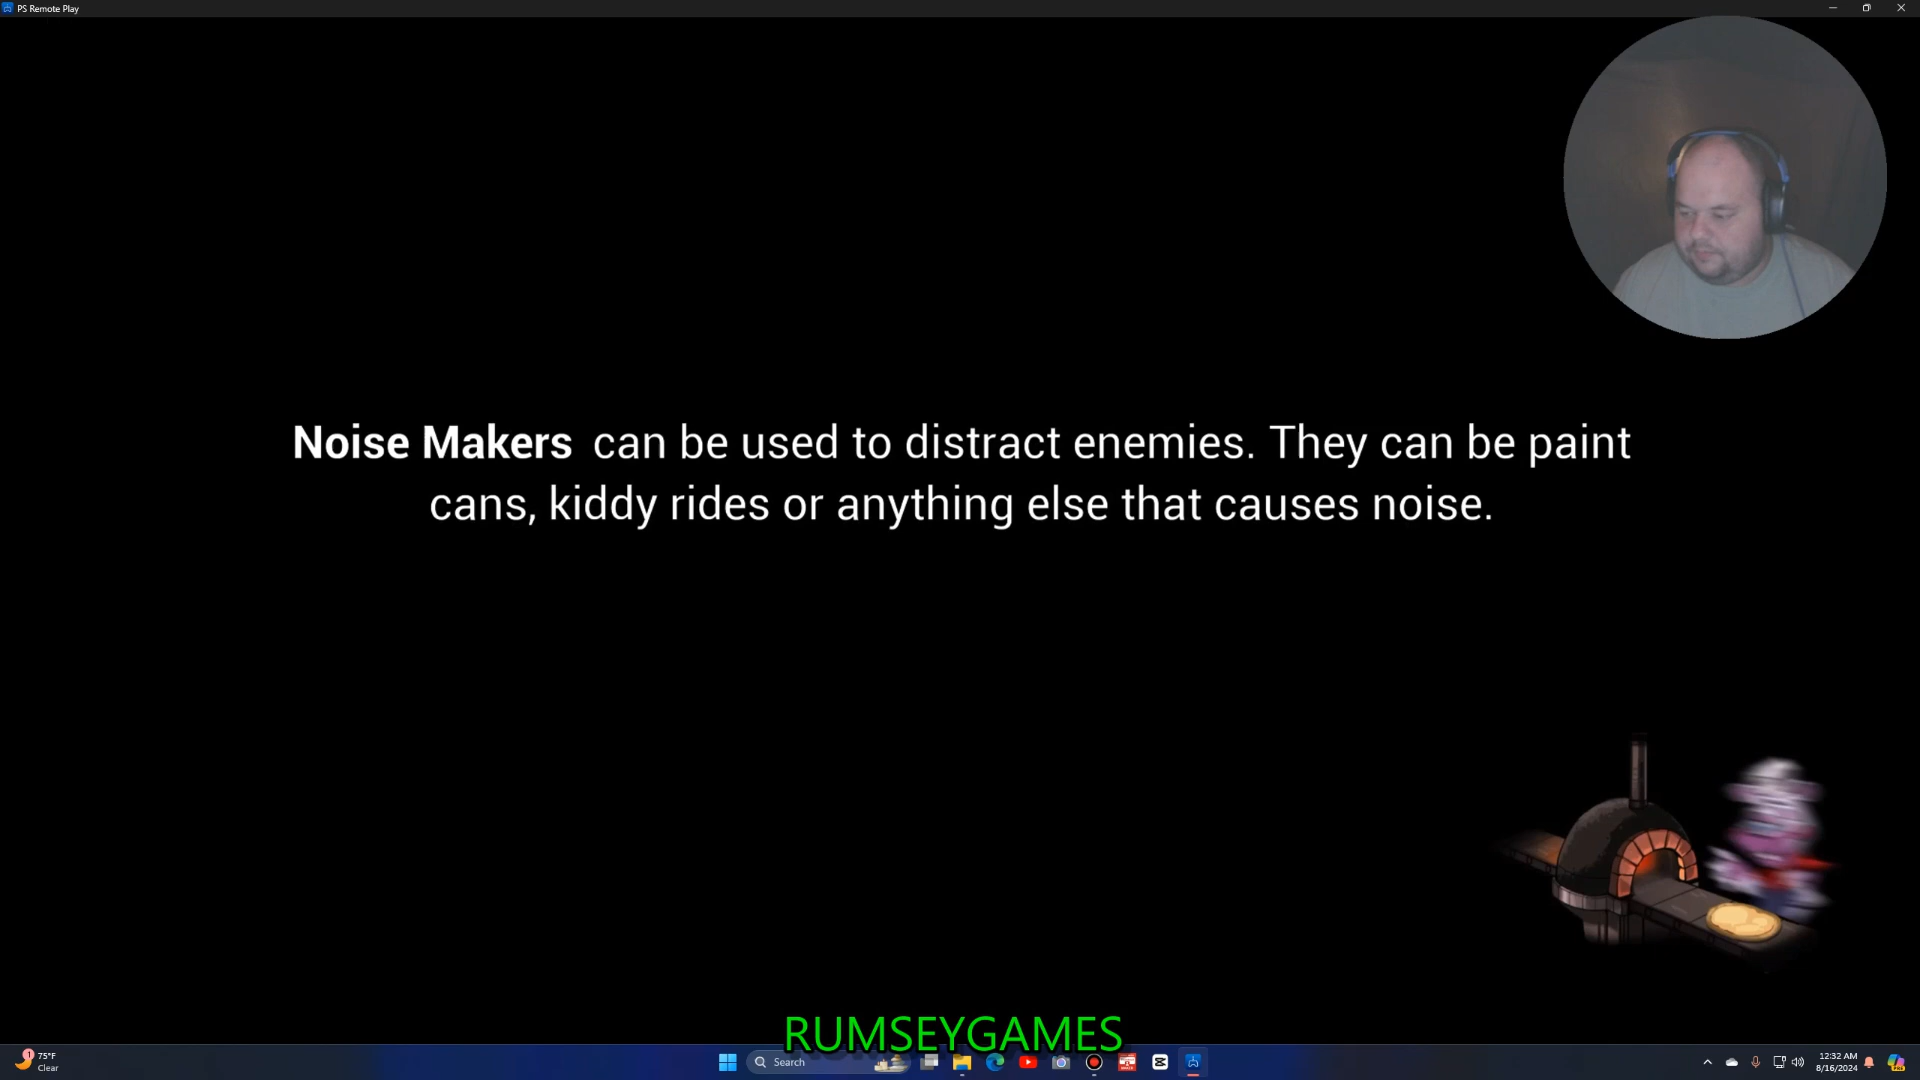 PS Remote Play
Noise Makers can be used to distract enemies. They can be paint
cans, kiddy rides or anything else that causes noise.
RUMSEYGAMES
1
75°F
Clear
Search
12:32 AM
8/16/2024